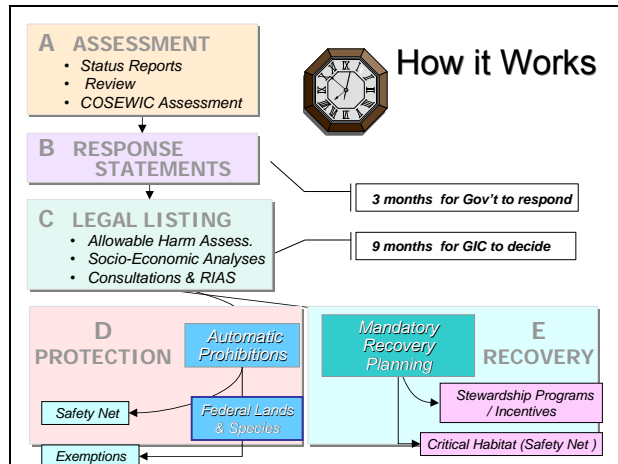 How it Works
A ASSESSMENT
• Status Reports
• Review
• COSEWIC Assessment
B RESPONSE
STATEMENTS
3 months for Gov't to respond
C LEGAL LISTING
• Allowable Harm Assess.
• Socio-Economic Analyses
• Consultations & RIAS
9 months for GIC to decide
D
PROTECTION
Automatic
Prohibitions
Federal Lands
& Species
Safety Net
Exemptions
Mandatory
Recovery
Planning
E
RECOVERY
Stewardship Programs
/ Incentives
Critical Habitat (Safety Net )